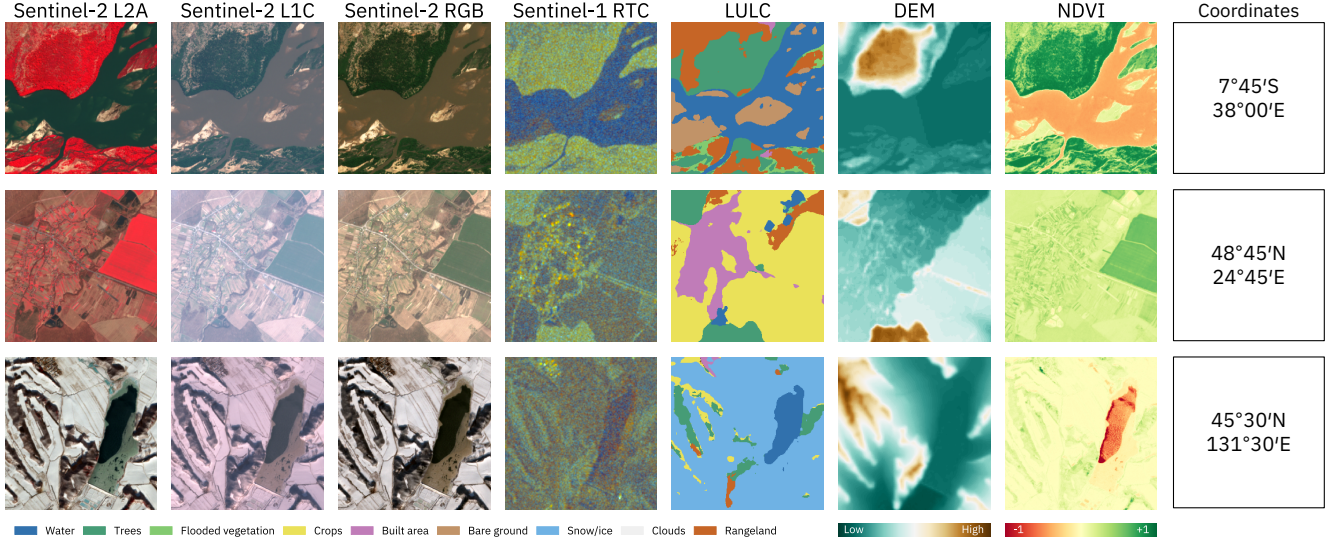 Sentinel-2 L2A Sentinel-2 L1C Sentinel-2 RGB Sentinel-1 RTC LULC DEM NDVI Coordinates
7°45′S
38°00′E
48°45′N
24°45′E
45°30′N
131°30′E
Water Trees Flooded vegetation Crops Built area Bare ground Snow/ice Clouds Rangeland Low High -1 +1